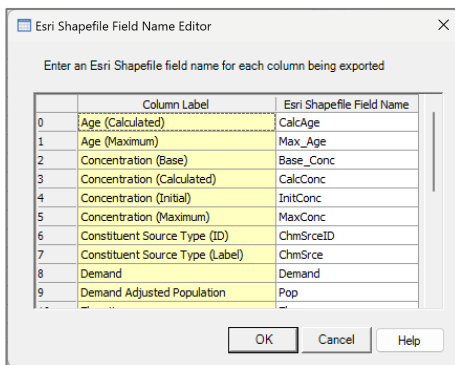 Esri Shapefile Field Name Editor
Enter an Esri Shapefile field name for each column being exported
Column Label Esri Shapefile Field Name
0 Age (Calculated) CalcAge
1 Age (Maximum) Max_Age
2 Concentration (Base) Base_Conc
3 Concentration (Calculated) CalcConc
4 Concentration (Initial) InitConc
5 Concentration (Maximum) MaxConc
6 Constituent Source Type (ID) ChmSrceID
7 Constituent Source Type (Label) ChmSrce
8 Demand Demand
9 Demand Adjusted Population Pop
OK Cancel Help